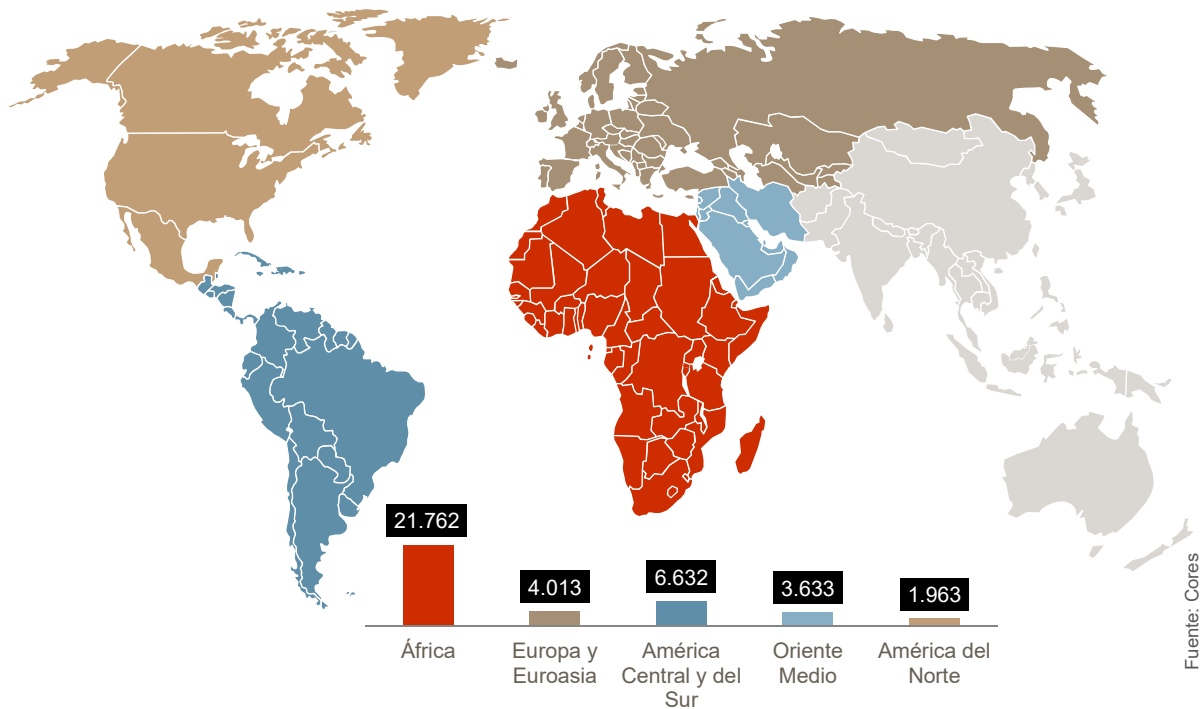 21.762
4.013
6.632
3.633
1.963
África
Europa y
Euroasia
América
Central y del
Sur
Oriente
Medio
América del
Norte
Fuente: Cores